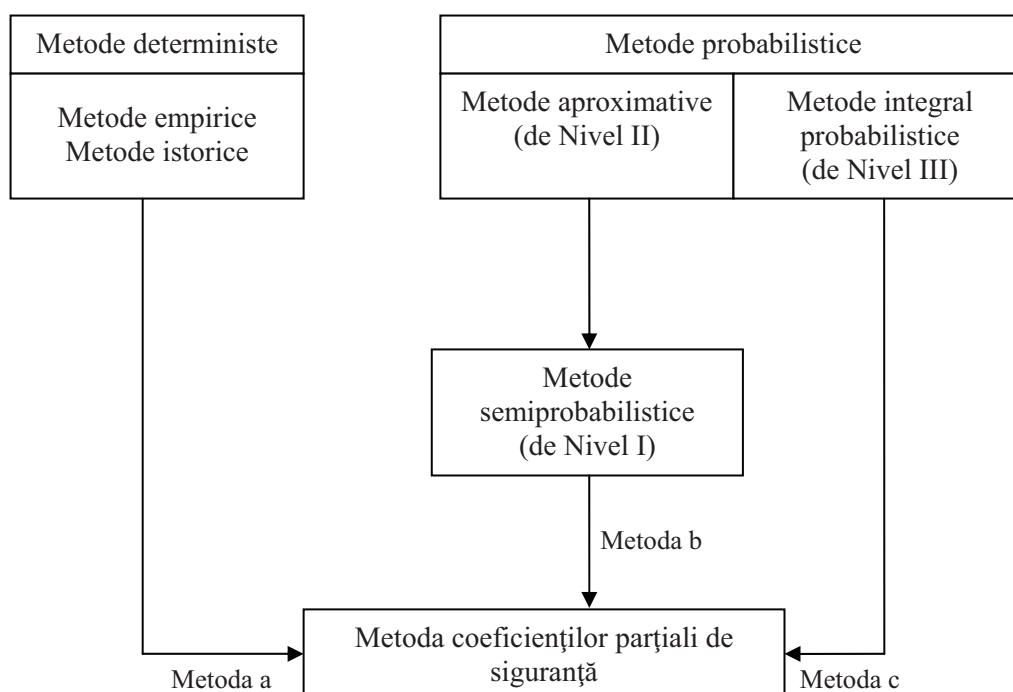 Metode deterministe
Metode empirice
Metode istorice
Metode probabilistice
Metode aproximative
(de Nivel II)
Metode integral
probabilistice
(de Nivel III)
Metode
semiprobabilistice
(de Nivel I)
Metoda b
Metoda coeficienţilor parţiali de
siguranţă
Metoda a
Metoda c